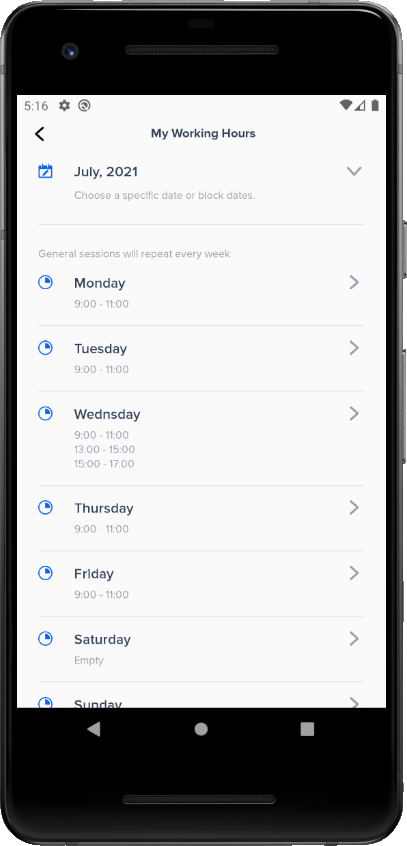 5:16
My Working Hours
July, 2021
Choose a specific date or block dates.
General sessions will repeat every week
Monday
9:00 - 11:00
Tuesday
9:00 - 11:00
Wednsday
9:00 - 11:00
13:00 - 15:00
15:00 - 17:00
Thursday
9:00 - 11:00
Friday
9:00 - 11:00
Saturday
Empty
Sunday